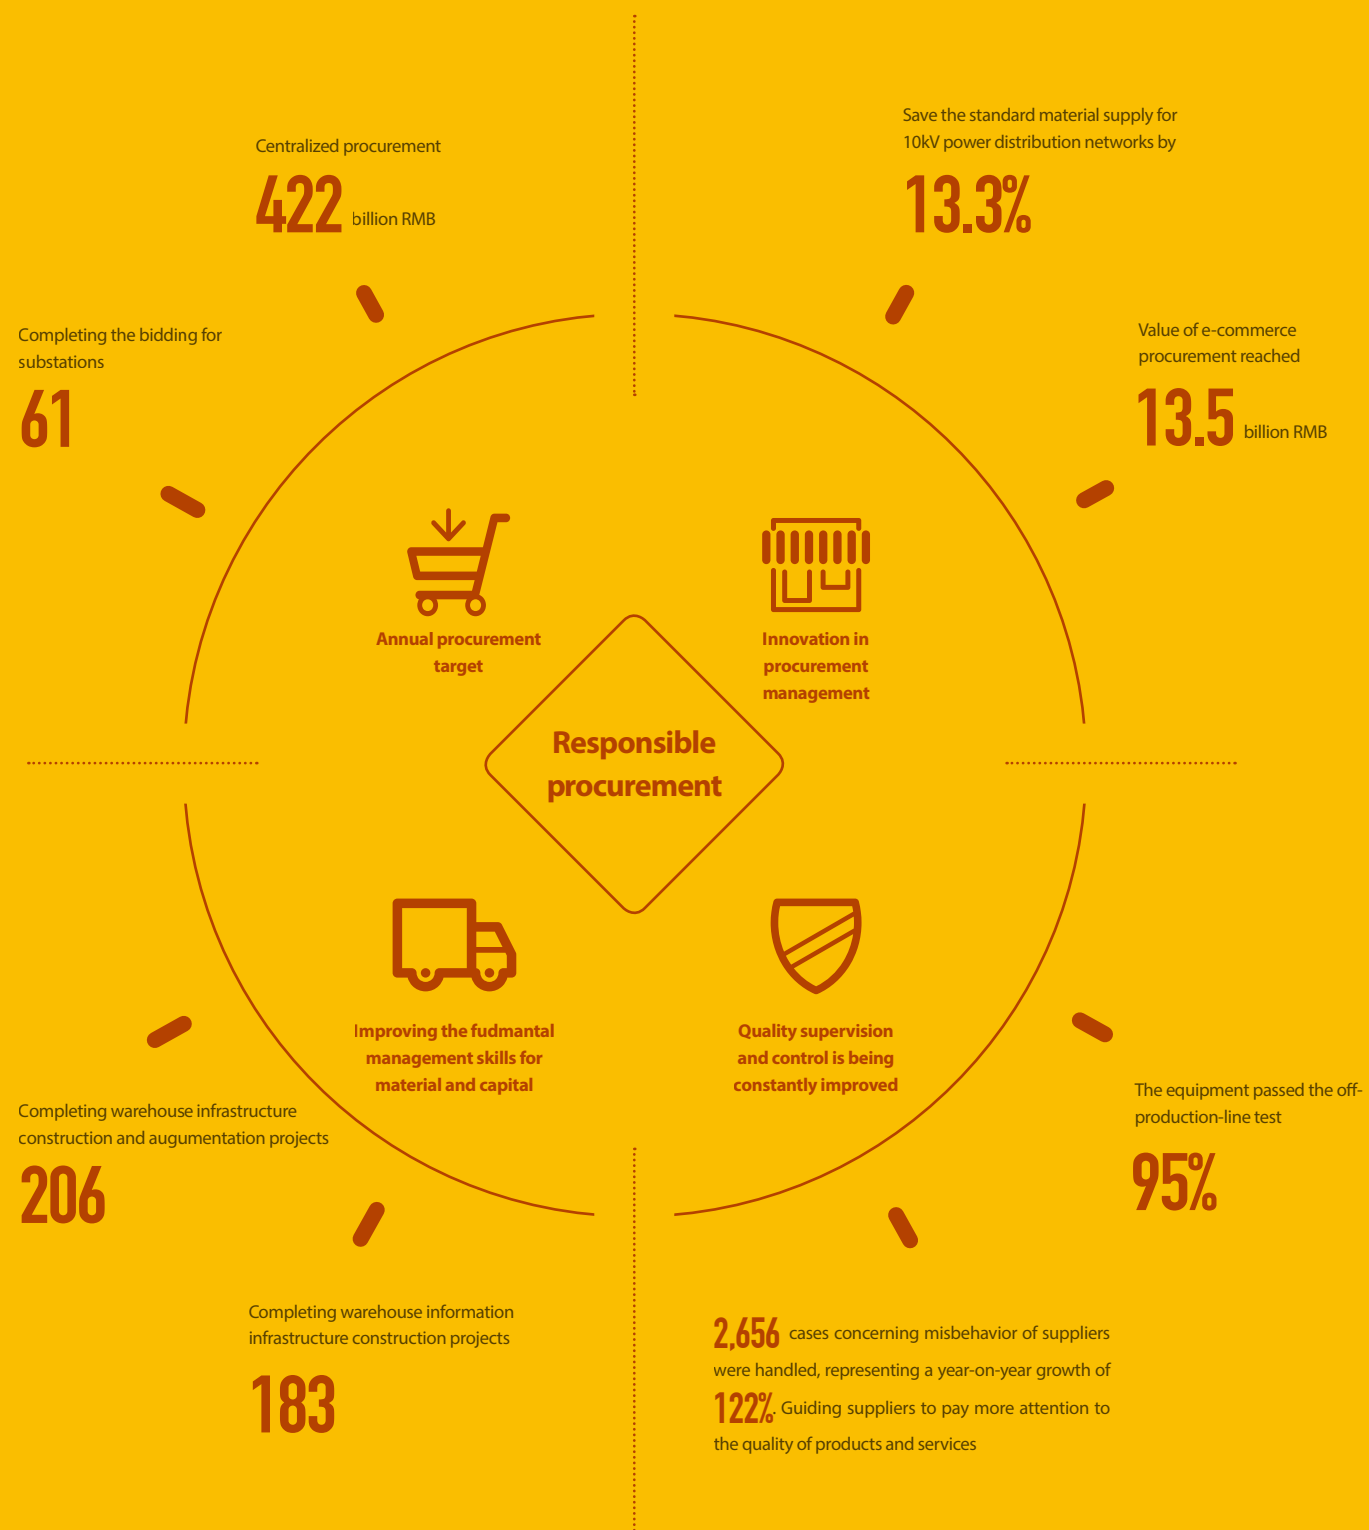 Centralized procurement
422 billion RMB
Completing the bidding for
substations
61
Save the standard material supply for
10kV power distribution networks by
13.3%
Value of e-commerce
procurement reached
13.5 billion RMB
Annual procurement
target
Innovation in
procurement
management
Responsible
procurement
Improving the fudmantal
management skills for
material and capital
Quality supervision
and control is being
constantly improved
Completing warehouse infrastructure
construction and augumentation projects
206
Completing warehouse information
infrastructure construction projects
183
The equipment passed the off-
production-line test
95%
2,656 cases concerning misbehavior of suppliers
were handled, representing a year-on-year growth of
122%. Guiding suppliers to pay more attention to
the quality of products and services